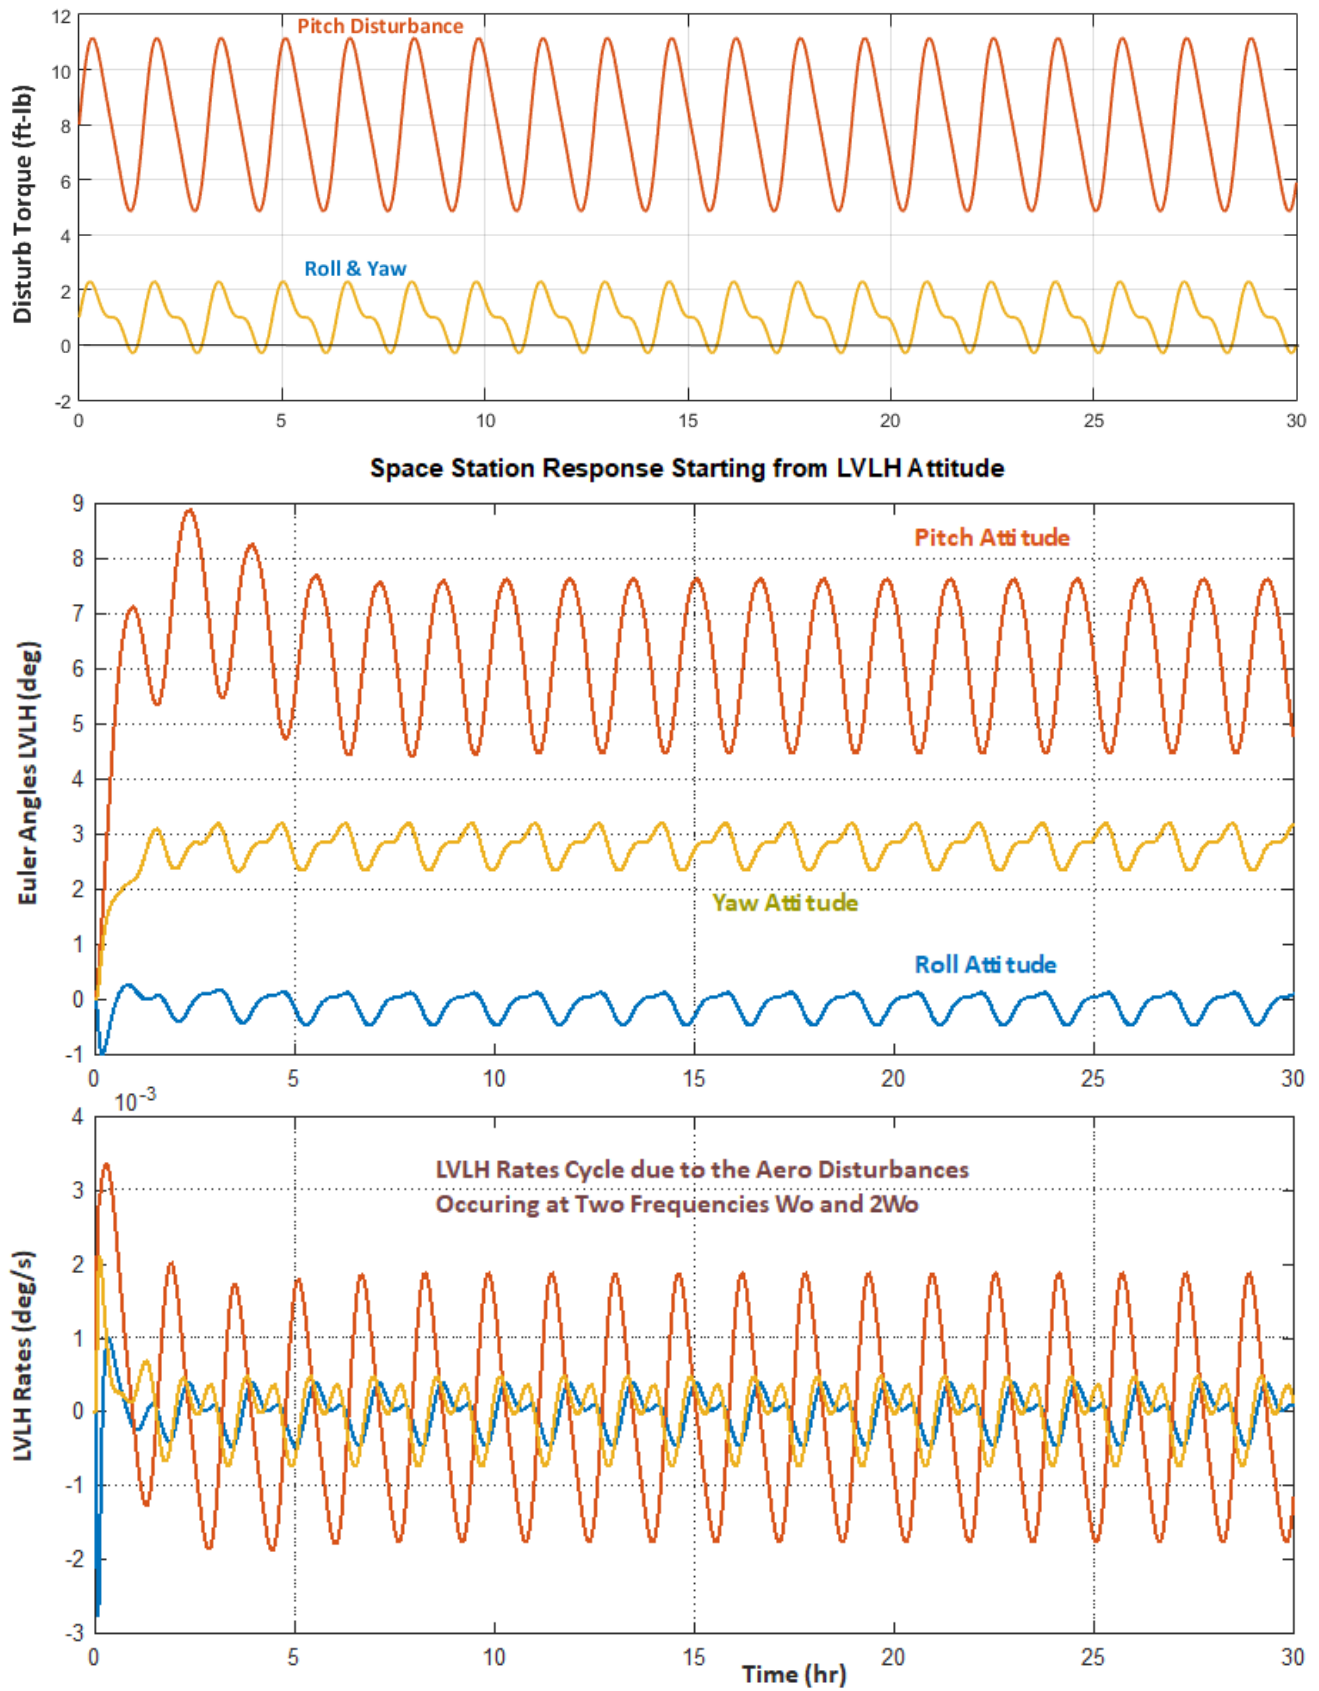 12
10
8
6
4
2
0
-2
Disturb Torque (ft-lb)
Pitch Disturbance
Roll & Yaw
0 5 10 15 20 25 30
Space Station Response Starting from LVLH Attitude
9
8
7
6
5
4
3
2
1
0
-1
Euler Angles LVLH (deg)
Pitch Attitude
Yaw Attitude
Roll Attitude
0 5 10 15 20 25 30
10-3
4
3
2
1
0
-1
-2
-3
LVLH Rates (deg/s)
LVLH Rates Cycle due to the Aero Disturbances
Occuring at Two Frequencies Wo and 2Wo
0 5 10 15 20 25 30
Time (hr)